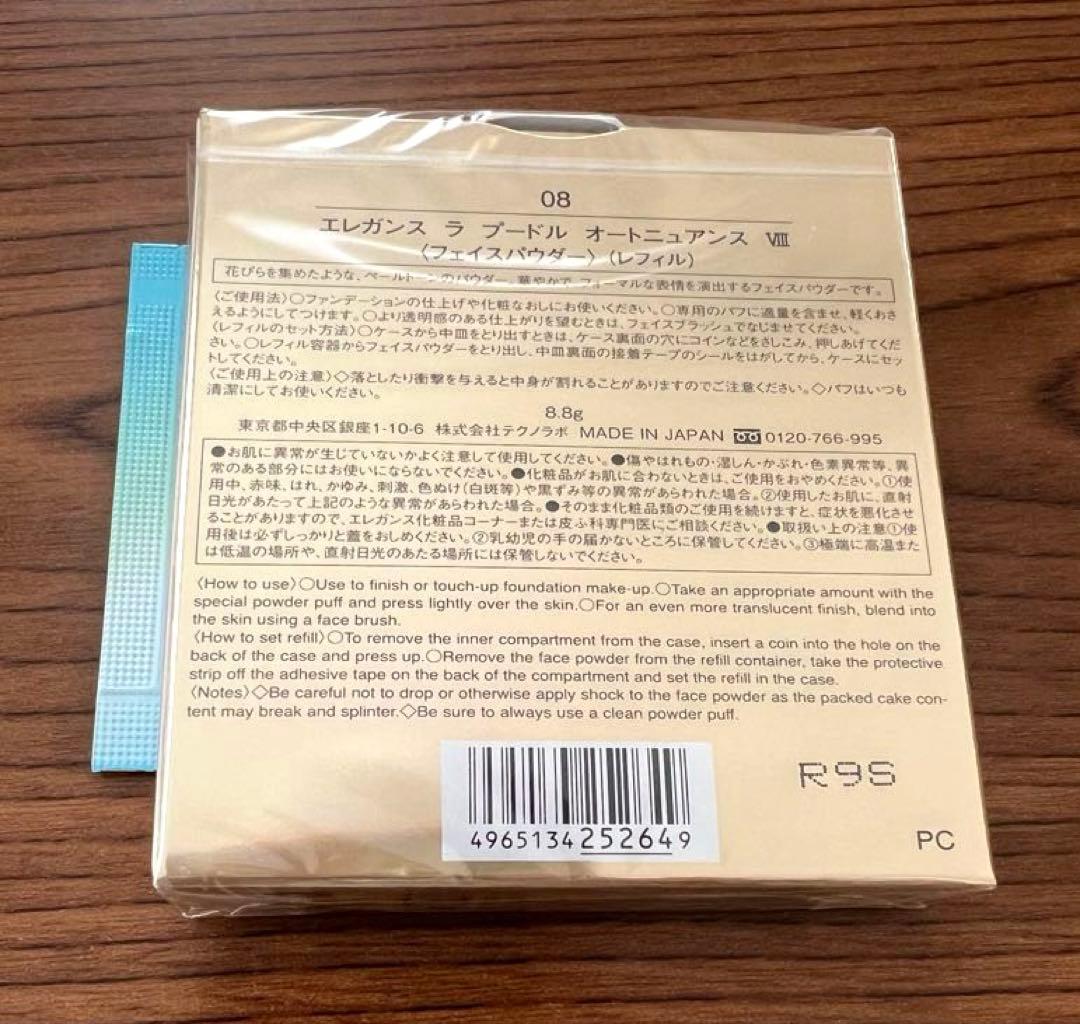 08
エレガンス ラ プードル オートニュアンス Ⅷ
〈フェイスパウダー〉(レフィル)
花びらを集めたような、ペールトーンのパウダー。華やかで、フォーマルな表情を演出するフェイスパウダーです。
〈ご使用法〉○ファンデーションの仕上げや化粧なおしにお使いください。○専用のパフに適量を含ませ、軽くおさ
えるようにしてつけます。○より透明感のある仕上がりを望むときは、フェイスブラッシュでなじませてください。
〈レフィルのセット方法〉○ケースから中皿をとり出すときは、ケース裏面の穴にコインなどをさしこみ、押しあげてくだ
さい。○レフィル容器からフェイスパウダーをとり出し、中皿裏面の接着テープのシールをはがしてから、ケースにセッ
トしてください。
〈ご使用上の注意〉◇落としたり衝撃を与えると中身が割れることがありますのでご注意ください。◇パフはいつも
清潔にしてお使いください。
8.8g
東京都中央区銀座1-10-6 株式会社テクノラボ MADE IN JAPAN 0120-766-995
●お肌に異常が生じていないかよく注意して使用してください。●傷やはれもの・湿しん・かぶれ・色素異常等、異
常のある部分にはお使いにならないでください。●化粧品がお肌に合わないときは、ご使用をおやめください。①使
用中、赤味、はれ、かゆみ、刺激、色ぬけ(白斑等)や黒ずみ等の異常があらわれた場合。②使用したお肌に、直射
日光があたって上記のような異常があらわれた場合。●そのまま化粧品類のご使用を続けますと、症状を悪化させ
ることがありますので、エレガンス化粧品コーナーまたは皮ふ科専門医にご相談ください。●取扱い上の注意①使
用後は必ずしっかりと蓋をおしめください。②乳幼児の手の届かないところに保管してください。③極端に高温また
は低温の場所や、直射日光のあたる場所には保管しないでください。
〈How to use〉○Use to finish or touch-up foundation make-up.○Take an appropriate amount with the
special powder puff and press lightly over the skin.○For an even more translucent finish, blend into
the skin using a face brush.
〈How to set refill〉○To remove the inner compartment from the case, insert a coin into the hole on the
back of the case and press up.○Remove the face powder from the refill container, take the protective
strip off the adhesive tape on the back of the compartment and set the refill in the case.
〈Notes〉◇Be careful not to drop or otherwise apply shock to the face powder as the packed cake con-
tent may break and splinter.◇Be sure to always use a clean powder puff.
R9S
4965134252649
PC